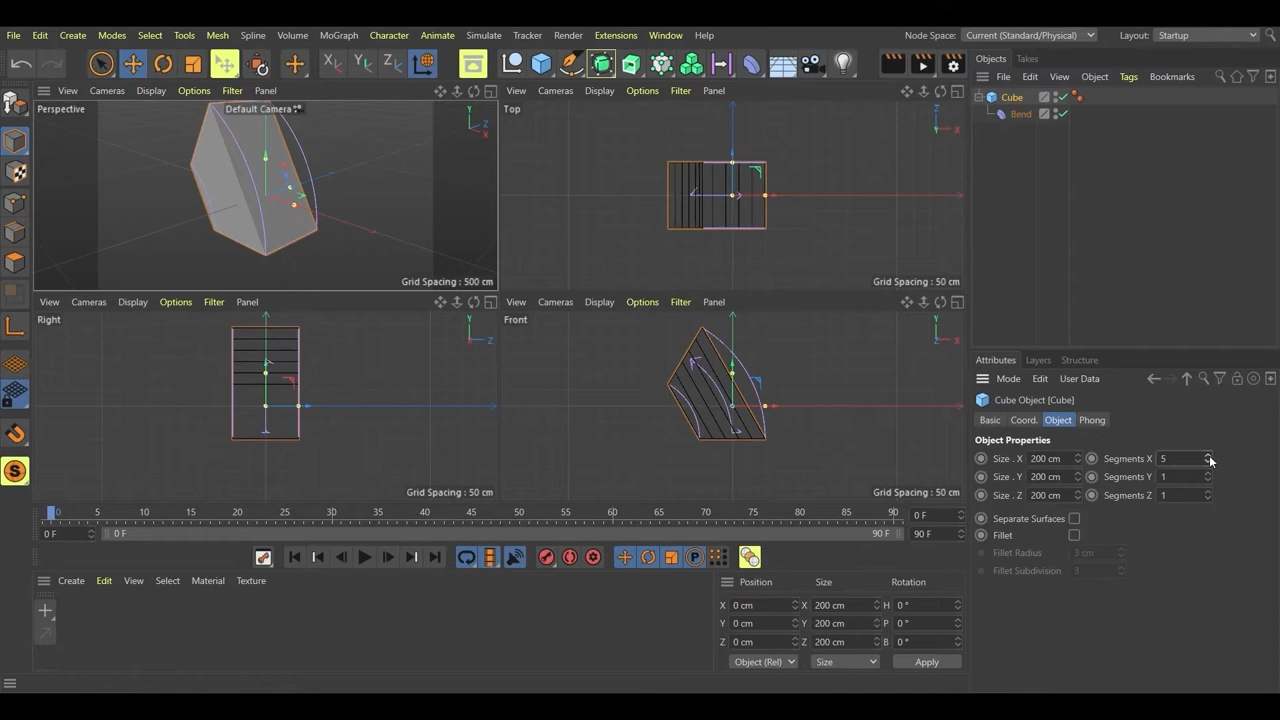 File Edit Create Modes Select Tools Mesh Spline Volume MoGraph Character Animate Simulate Tracker Render Extensions Window Help Node Space: Current (Standard/Physical) Layout: Startup
Objects Takes
File Edit View Object Tags Bookmarks
Cube
Bend
View Cameras Display Options Filter Panel
Perspective Default Camera
Grid Spacing : 500 cm
View Cameras Display Options Filter Panel
Top
Grid Spacing : 50 cm
View Cameras Display Options Filter Panel
Right
Grid Spacing : 50 cm
View Cameras Display Options Filter Panel
Front
Grid Spacing : 50 cm
Attributes Layers Structure
Mode Edit User Data
Cube Object [Cube]
Basic Coord. Object Phong
Object Properties
Size . X 200 cm Segments X 5
Size . Y 200 cm Segments Y 1
Size . Z 200 cm Segments Z 1
Separate Surfaces
Fillet
Fillet Radius 3 cm
Fillet Subdivision 3
0 5 10 15 20 25 30 35 40 45 50 55 60 65 70 75 80 85 90 0 F
0 F 0 F 90 F 90 F
Create Edit View Select Material Texture
Position Size Rotation
X 0 cm X 200 cm H 0 °
Y 0 cm Y 200 cm P 0 °
Z 0 cm Z 200 cm B 0 °
Object (Rel) Size Apply